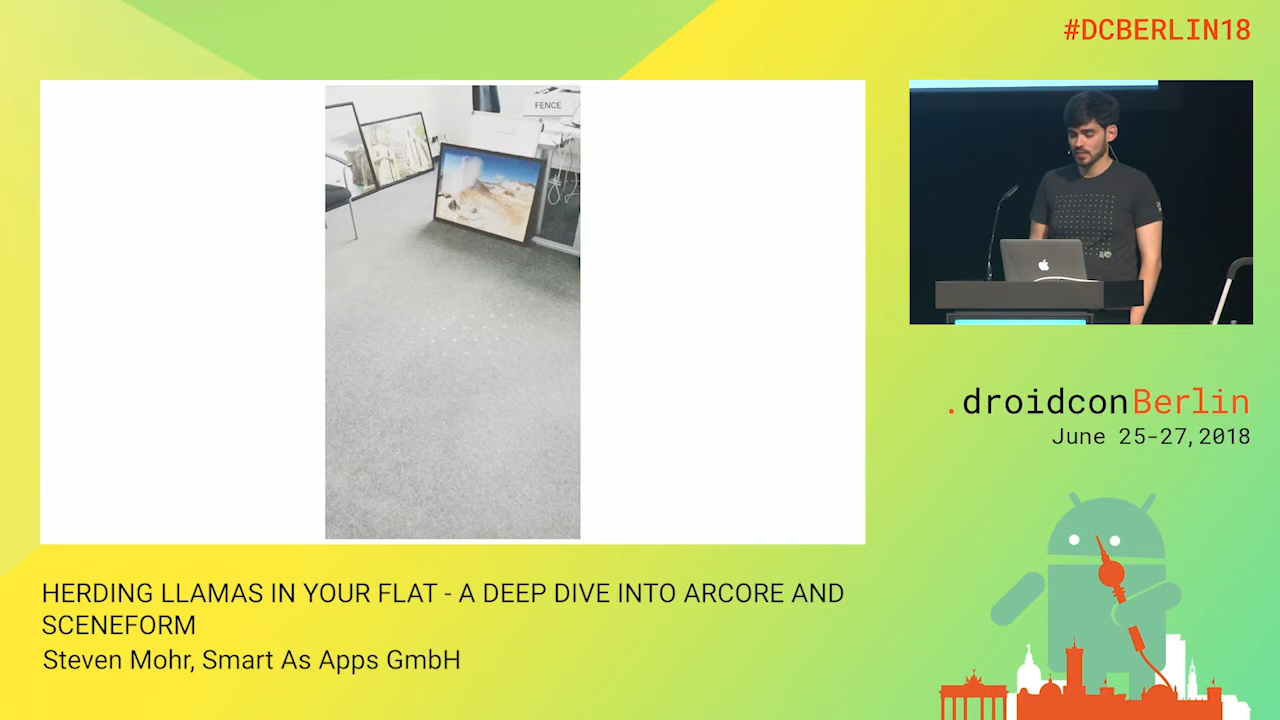 #DCBERLIN18
FENCE
.droidconBerlin
June 25-27, 2018
HERDING LLAMAS IN YOUR FLAT - A DEEP DIVE INTO ARCORE AND
SCENEFORM
Steven Mohr, Smart As Apps GmbH